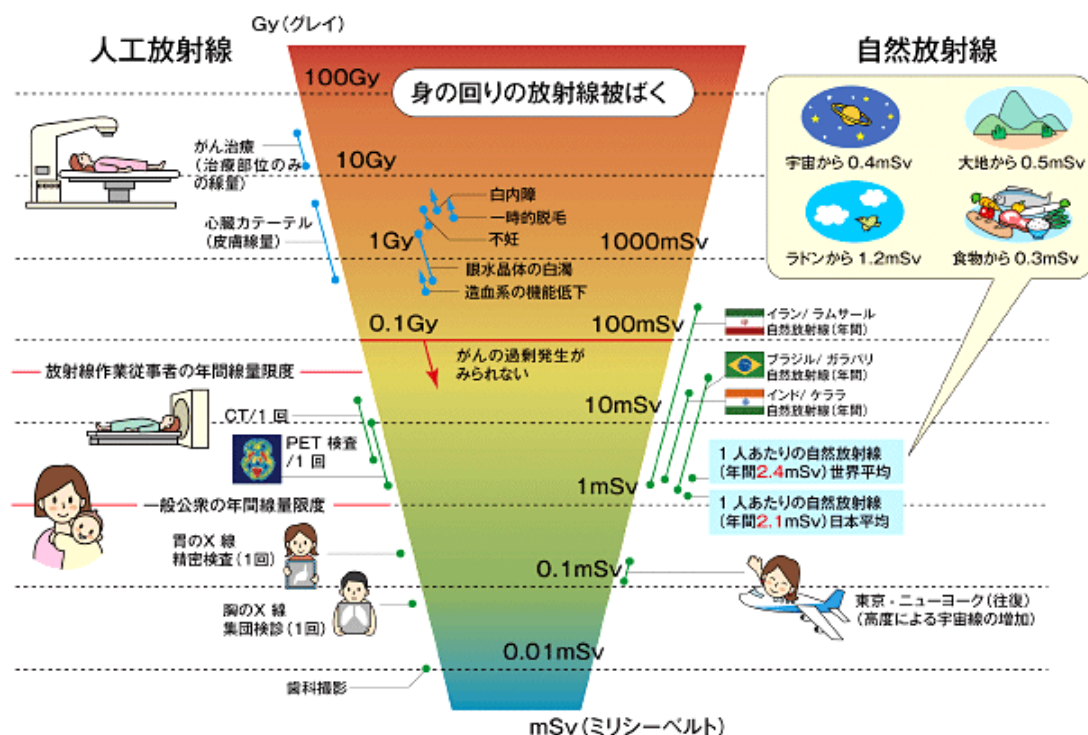 Gy(グレイ)
人工放射線
自然放射線
身の回りの放射線被ばく
100Gy
10Gy
1Gy
0.1Gy
1000mSv
100mSv
10mSv
1mSv
0.1mSv
0.01mSv
mSv(ミリシーベルト)
がん治療
(治療部位のみ
の線量)
心臓カテーテル
(皮膚線量)
白内障
一時的脱毛
不妊
眼水晶体の白濁
造血系の機能低下
がんの過剰発生が
みられない
放射線作業従事者の年間線量限度
CT/1回
PET 検査
/1回
一般公衆の年間線量限度
胃のX 線
精密検査(1回)
胸のX 線
集団検診(1回)
歯科撮影
宇宙から 0.4mSv
大地から 0.5mSv
ラドンから 1.2mSv
食物から 0.3mSv
イラン/ ラムサール
自然放射線(年間)
ブラジル/ ガラパリ
自然放射線(年間)
インド/ ケララ
自然放射線(年間)
1 人あたりの自然放射線
(年間2.4mSv)世界平均
1 人あたりの自然放射線
(年間2.1mSv)日本平均
東京 - ニューヨーク(往復)
(高度による宇宙線の増加)